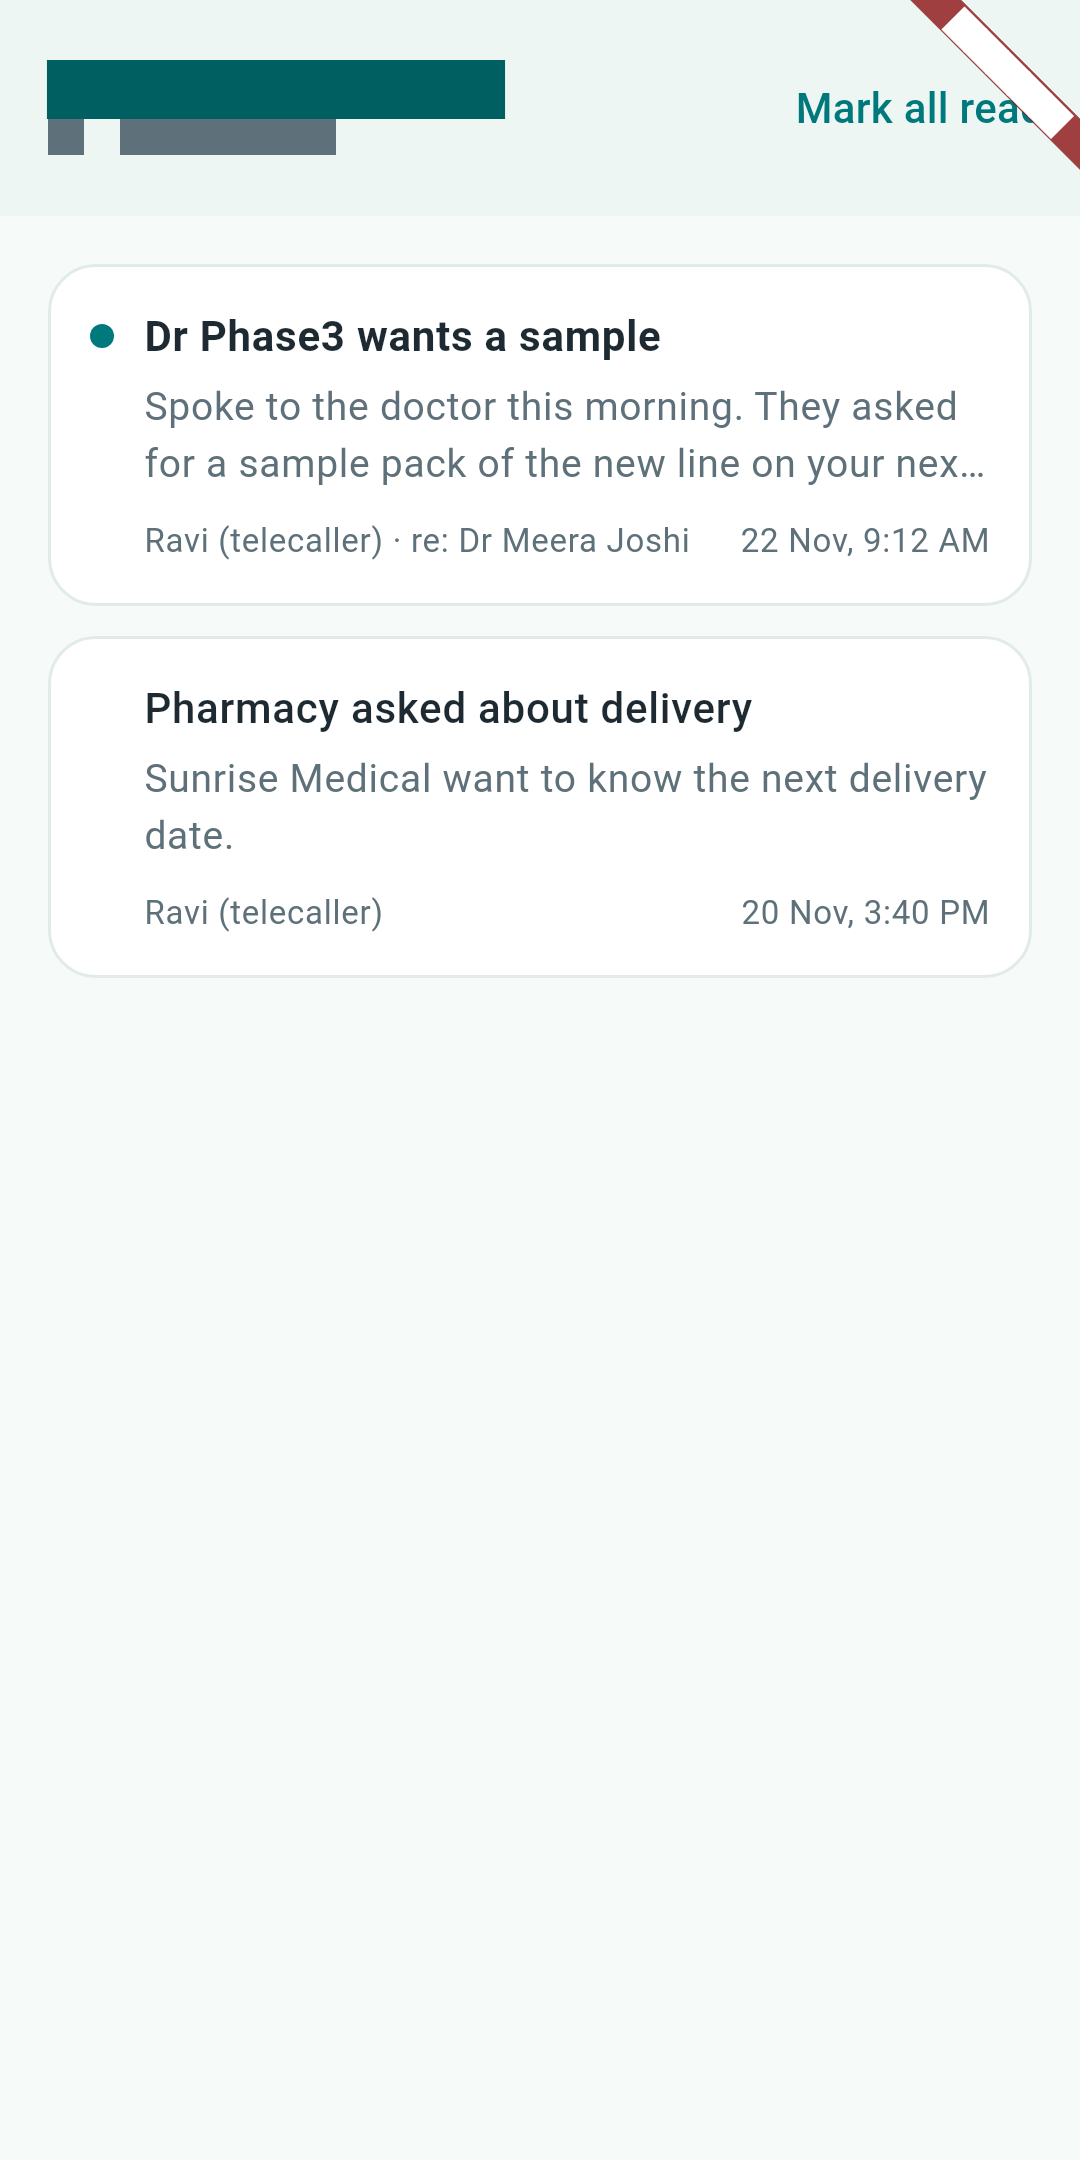 Mark all read
Dr Phase3 wants a sample
Spoke to the doctor this morning. They asked
for a sample pack of the new line on your nex…
Ravi (telecaller) · re: Dr Meera Joshi 22 Nov, 9:12 AM
Pharmacy asked about delivery
Sunrise Medical want to know the next delivery
date.
Ravi (telecaller) 20 Nov, 3:40 PM